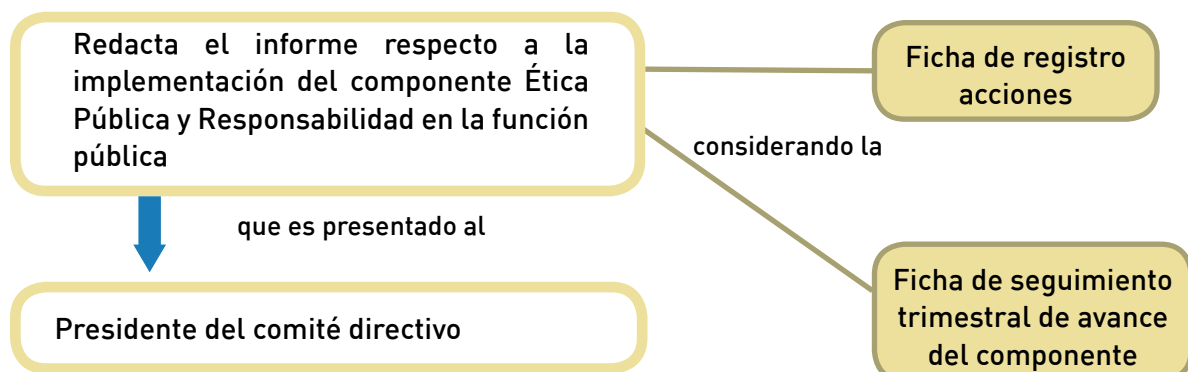 Redacta el informe respecto a la
implementación del componente Ética
Pública y Responsabilidad en la función
pública
Ficha de registro
acciones
considerando la
que es presentado al
Presidente del comité directivo
Ficha de seguimiento
trimestral de avance
del componente